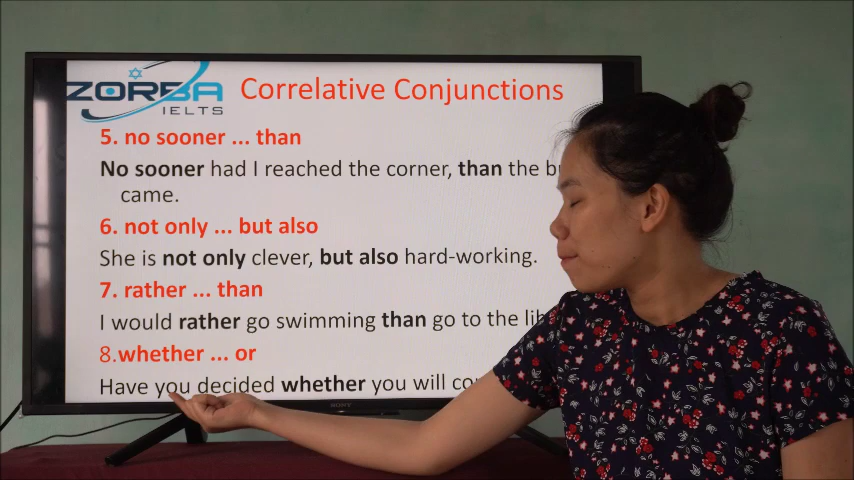 ZORBA
IELTS
Correlative Conjunctions
5. no sooner ... than
No sooner had I reached the corner, than the
came.
6. not only ... but also
She is not only clever, but also hard-working.
7. rather ... than
I would rather go swimming than go to the
8.whether ... or
Have you decided whether you will
SONY